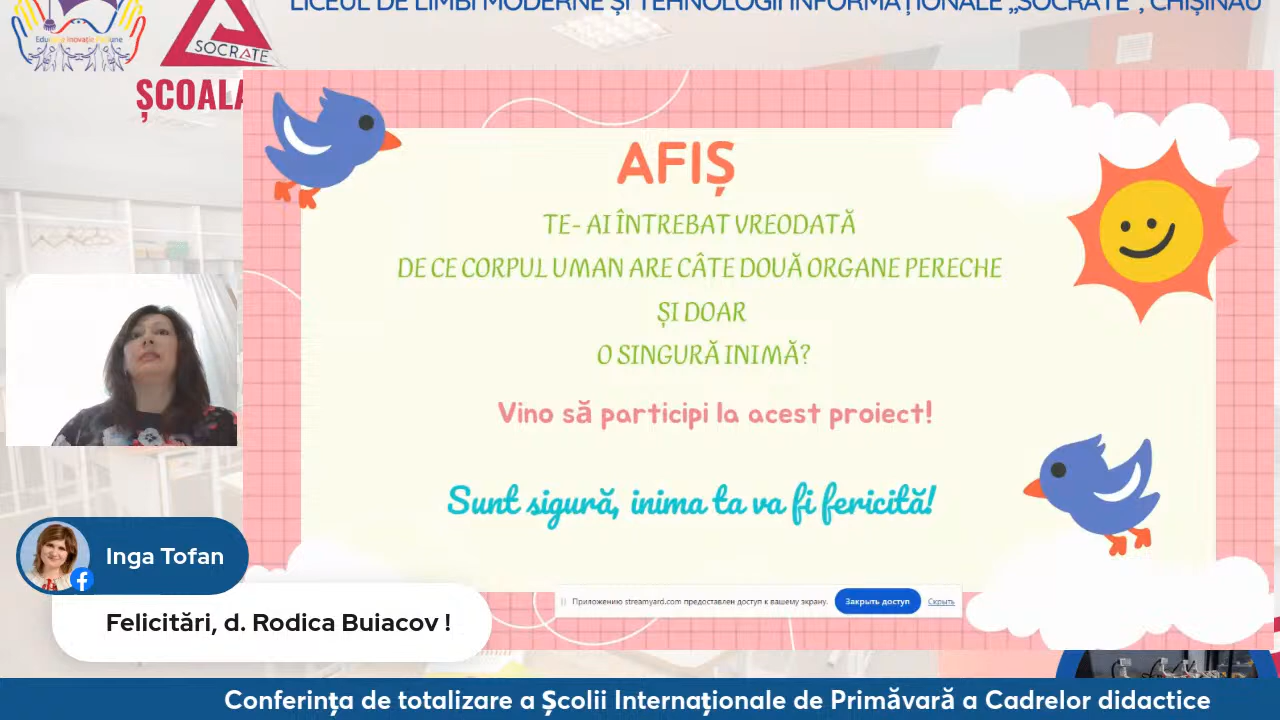 LICEUL DE LIMBI MODERNE ȘI TEHNOLOGII INFORMAȚIONALE „SOCRATE", CHIȘINĂU
SOCRATE
ȘCOALA
AFIȘ
TE- AI ÎNTREBAT VREODATĂ
DE CE CORPUL UMAN ARE CÂTE DOUĂ ORGANE PERECHE
ȘI DOAR
O SINGURĂ INIMĂ?
Vino să participi la acest proiect!
Sunt sigură, inima ta va fi fericită!
Inga Tofan
Felicitări, d. Rodica Buiacov !
Приложению streamyard.com предоставлен доступ к вашему экрану.
Закрыть доступ
Скрыть
Conferința de totalizare a Școlii Internaționale de Primăvară a Cadrelor didactice